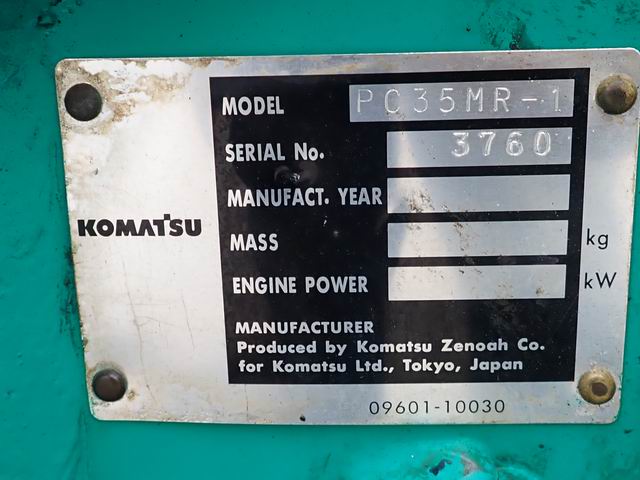 MODEL PC35MR-1
SERIAL No. 3760
MANUFACT. YEAR
KOMATSU
MASS kg
ENGINE POWER kW
MANUFACTURER
Produced by Komatsu Zenoah Co.
for Komatsu Ltd., Tokyo, Japan
09601-10030